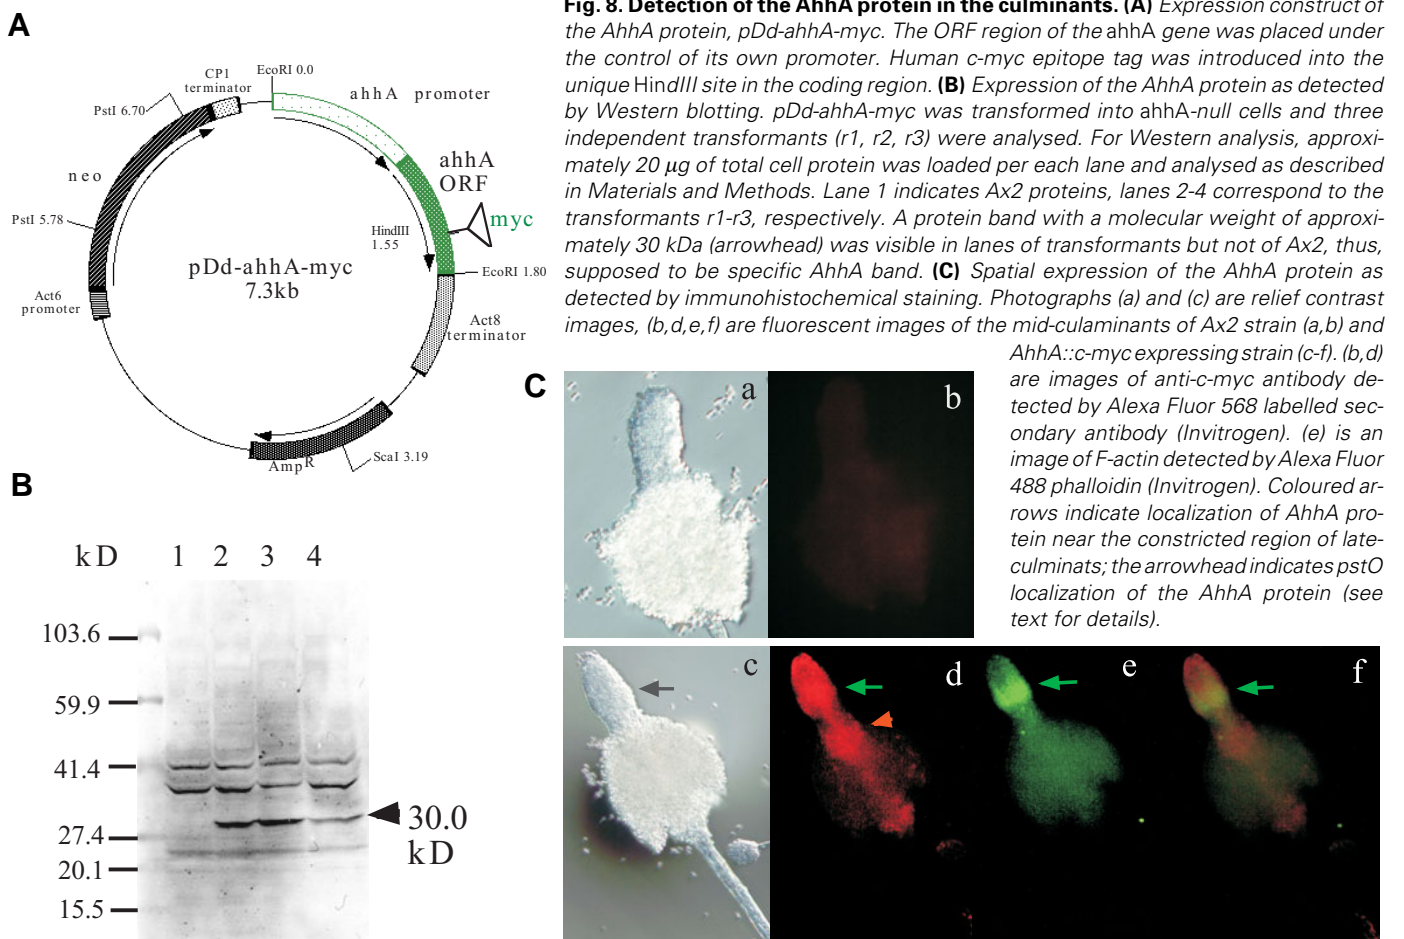 A
CP1
terminator
EcoRI 0.0
ahhA promoter
PstI 6.70
ahhA
ORF
neo
myc
PstI 5.78
HindIII
1.55
pDd-ahhA-myc
7.3kb
EcoRI 1.80
Act6
promoter
Act8
terminator
AmpR
ScaI 3.19
Fig. 8. Detection of the AhhA protein in the culminants. (A) Expression construct of
the AhhA protein, pDd-ahhA-myc. The ORF region of the ahhA gene was placed under
the control of its own promoter. Human c-myc epitope tag was introduced into the
unique HindIII site in the coding region. (B) Expression of the AhhA protein as detected
by Western blotting. pDd-ahhA-myc was transformed into ahhA-null cells and three
independent transformants (r1, r2, r3) were analysed. For Western analysis, approxi-
mately 20 µg of total cell protein was loaded per each lane and analysed as described
in Materials and Methods. Lane 1 indicates Ax2 proteins, lanes 2-4 correspond to the
transformants r1-r3, respectively. A protein band with a molecular weight of approxi-
mately 30 kDa (arrowhead) was visible in lanes of transformants but not of Ax2, thus,
supposed to be specific AhhA band. (C) Spatial expression of the AhhA protein as
detected by immunohistochemical staining. Photographs (a) and (c) are relief contrast
images, (b,d,e,f) are fluorescent images of the mid-culaminants of Ax2 strain (a,b) and
AhhA::c-myc expressing strain (c-f). (b,d)
are images of anti-c-myc antibody de-
tected by Alexa Fluor 568 labelled sec-
ondary antibody (Invitrogen). (e) is an
image of F-actin detected by Alexa Fluor
488 phalloidin (Invitrogen). Coloured ar-
rows indicate localization of AhhA pro-
tein near the constricted region of late-
culminats; the arrowhead indicates pstO
localization of the AhhA protein (see
text for details).
B
kD 1 2 3 4
103.6
59.9
41.4
27.4
20.1
15.5
30.0
kD
C
a
b
c
d
e
f